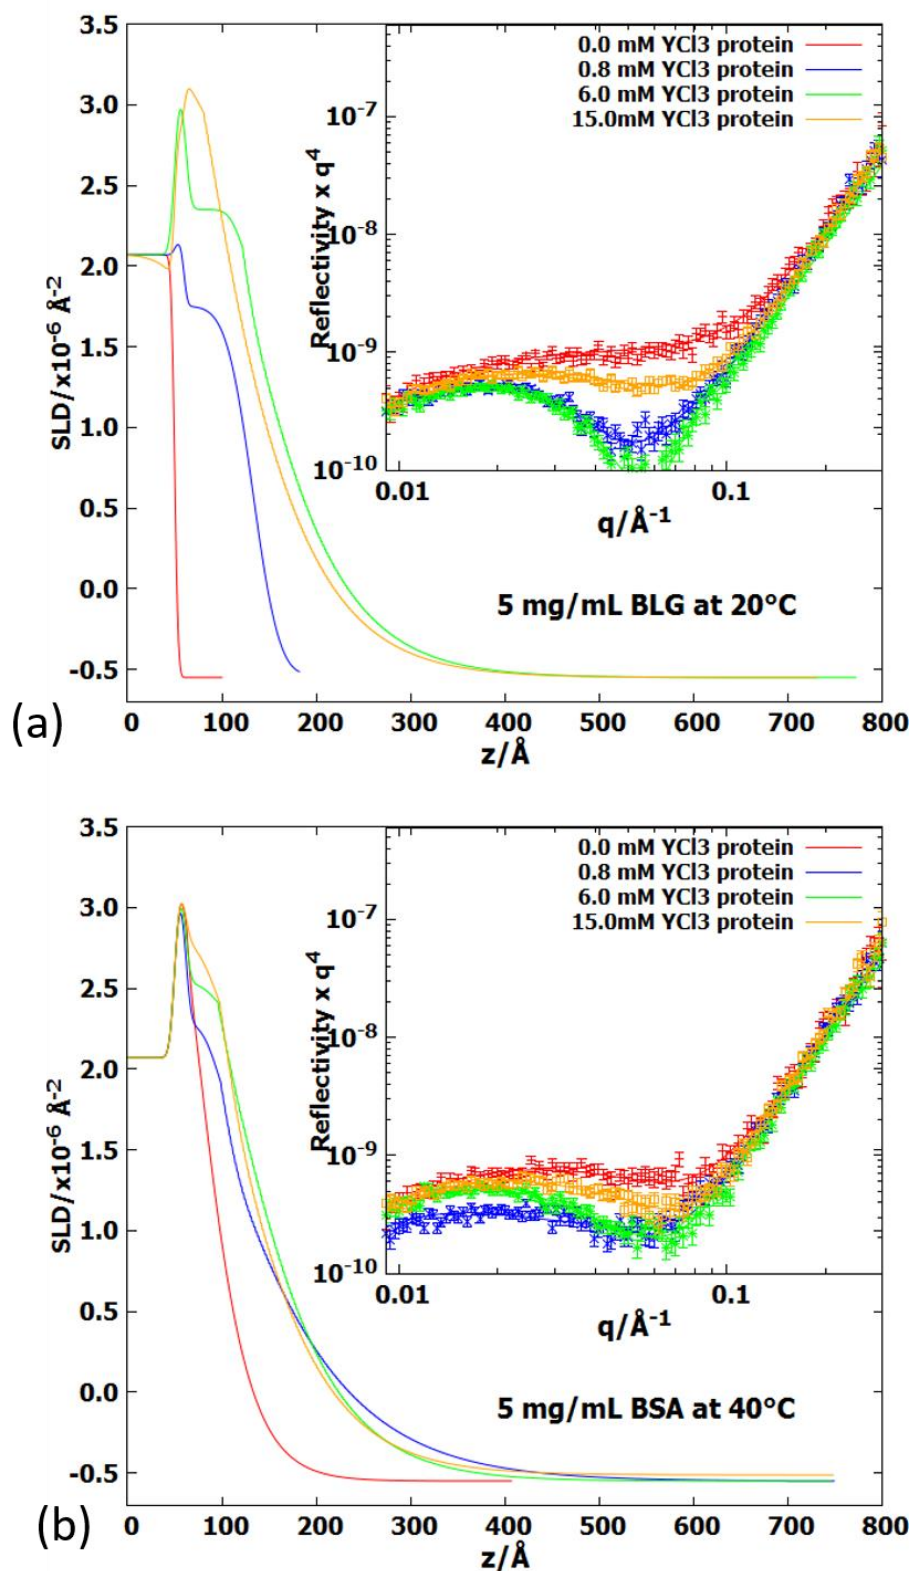 3.5
3.0
2.5
2.0
1.5
1.0
0.5
0.0
-0.5
SLD/x10-6 Å-2
0 100 200 300 400 500 600 700 800
z/Å
0.0 mM YCl3 protein
0.8 mM YCl3 protein
6.0 mM YCl3 protein
15.0mM YCl3 protein
10-7
10-8
10-9
10-10
Reflectivity x q4
0.01 0.1
q/Å-1
5 mg/mL BLG at 20°C
(a)
3.5
3.0
2.5
2.0
1.5
1.0
0.5
0.0
-0.5
SLD/x10-6 Å-2
0 100 200 300 400 500 600 700 800
z/Å
0.0 mM YCl3 protein
0.8 mM YCl3 protein
6.0 mM YCl3 protein
15.0mM YCl3 protein
10-7
10-8
10-9
10-10
Reflectivity x q4
0.01 0.1
q/Å-1
5 mg/mL BSA at 40°C
(b)